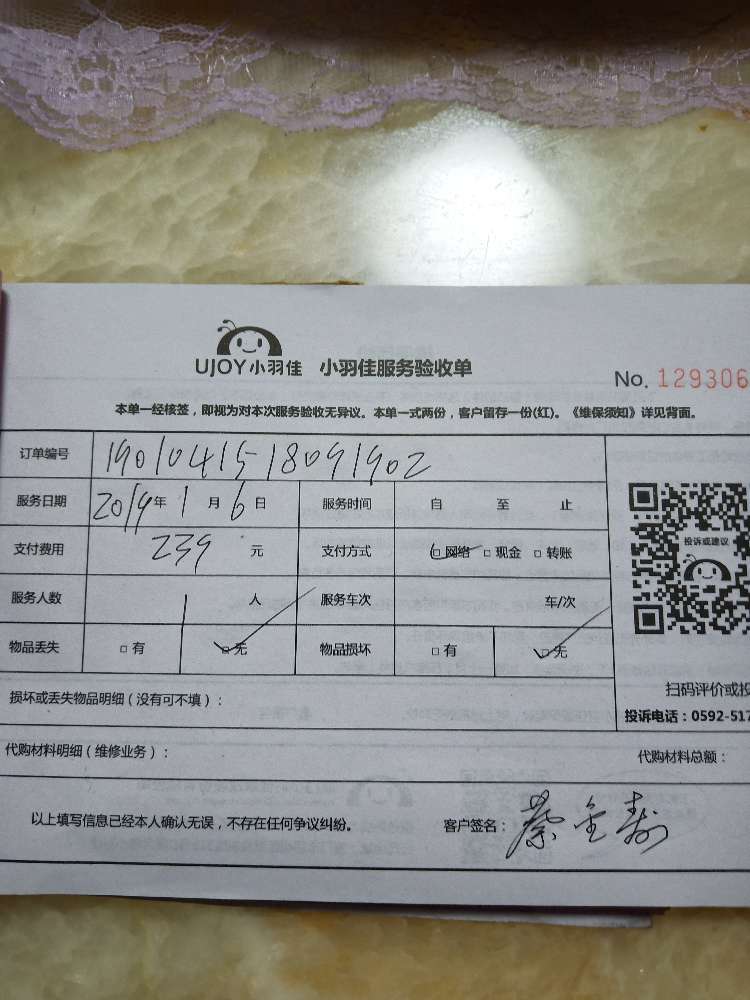 UJOY小羽佳 小羽佳服务验收单
No. 129306
本单一经核签，即视为对本次服务验收无异议。本单一式两份，客户留存一份(红)。《维保须知》详见背面。
订单编号 1901041518091902
服务日期 2019年 1月 6日 服务时间 自 至 止
投诉或建议
支付费用 239 元 支付方式 □网络 □现金 □转账
服务人数 1 人 服务车次 车/次
物品丢失 □有 □无 物品损坏 □有 □无
扫码评价或投
损坏或丢失物品明细（没有可不填）：
投诉电话：0592-517
代购材料明细（维修业务）： 代购材料总额：
以上填写信息已经本人确认无误，不存在任何争议纠纷。 客户签名：蔡金寿